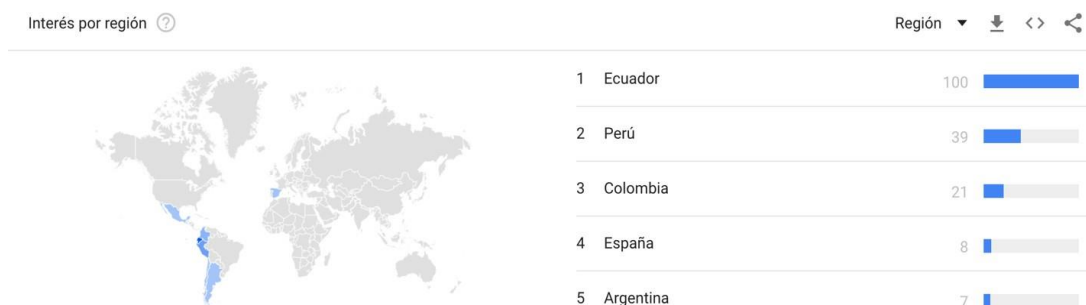 Interés por región
Región
1 Ecuador 100
2 Perú 39
3 Colombia 21
4 España 8
5 Argentina 7